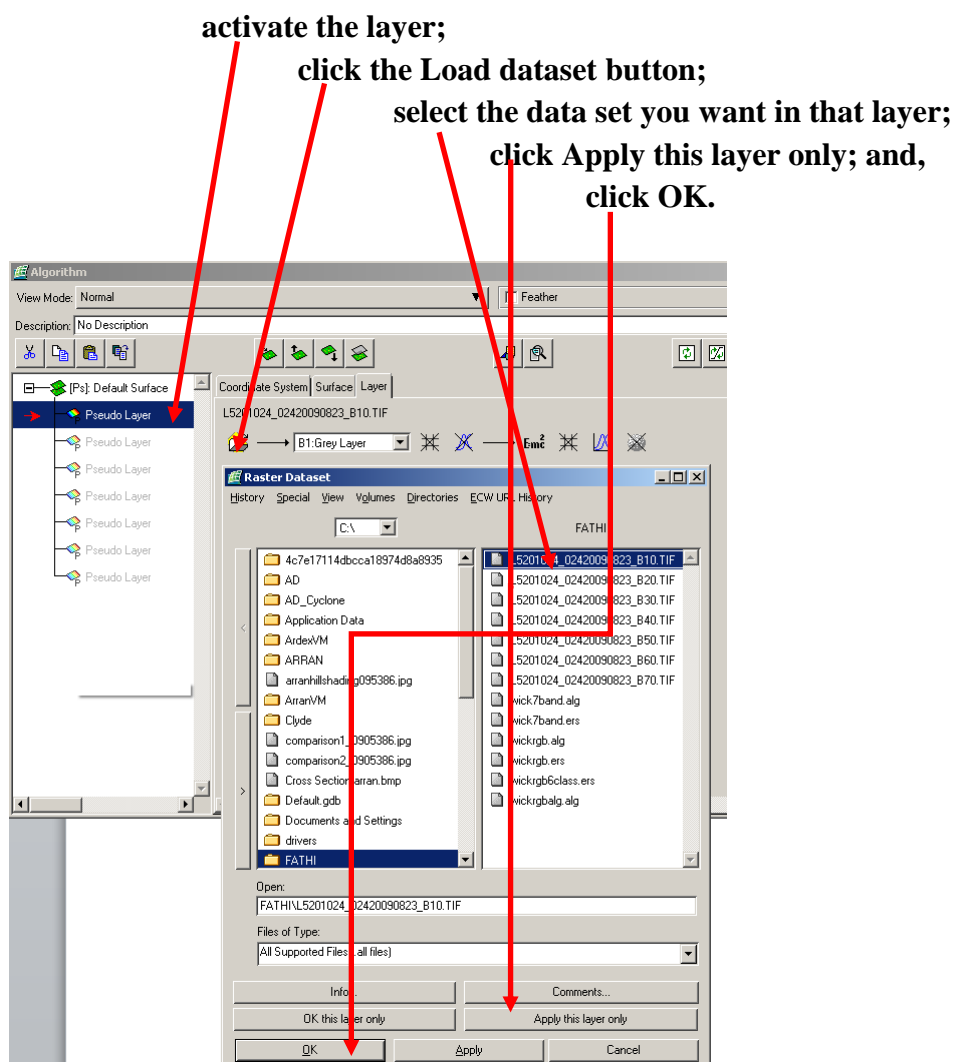 activate the layer;
click the Load dataset button;
select the data set you want in that layer;
click Apply this layer only; and,
click OK.
Algorithm
View Mode: Normal
Feather
Description: No Description
[Ps]: Default Surface
Coordinate System Surface Layer
Pseudo Layer
L5201024_02420090823_B10.TIF
Pseudo Layer
B1:Grey Layer
Emc2
Pseudo Layer
Pseudo Layer
Pseudo Layer
Pseudo Layer
Pseudo Layer
Raster Dataset
History Special View Volumes Directories ECW URL History
C:\
FATHI
4c7e17114dbcca18974d8a8935
AD
AD_Cyclone
Application Data
ArdexVM
ARRAN
arranhillshading095386.jpg
ArranVM
Clyde
comparison1_0905386.jpg
comparison2_0905386.jpg
Cross Section arran.bmp
Default.gdb
Documents and Settings
drivers
FATHI
L5201024_02420090823_B10.TIF
L5201024_02420090823_B20.TIF
L5201024_02420090823_B30.TIF
L5201024_02420090823_B40.TIF
L5201024_02420090823_B50.TIF
L5201024_02420090823_B60.TIF
L5201024_02420090823_B70.TIF
wick7band.alg
wick7band.ers
wickrgb.alg
wickrgb.ers
wickrgb6class.ers
wickrgbalg.alg
Open:
FATHI\L5201024_02420090823_B10.TIF
Files of Type:
All Supported Files (.all files)
Info...
Comments...
OK this layer only
Apply this layer only
OK
Apply
Cancel